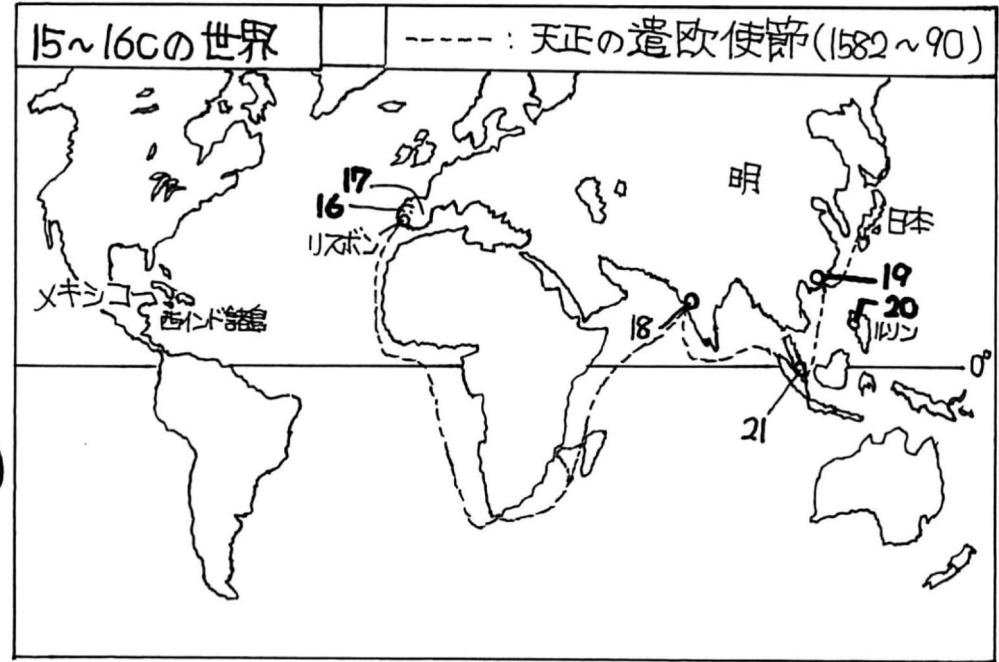 15~16Cの世界
-----:天正の遣欧使節(1582~90)
明
17
16
リスボン
日本
19
20
ルソン
メキシコ
西インド諸島
18
0°
21